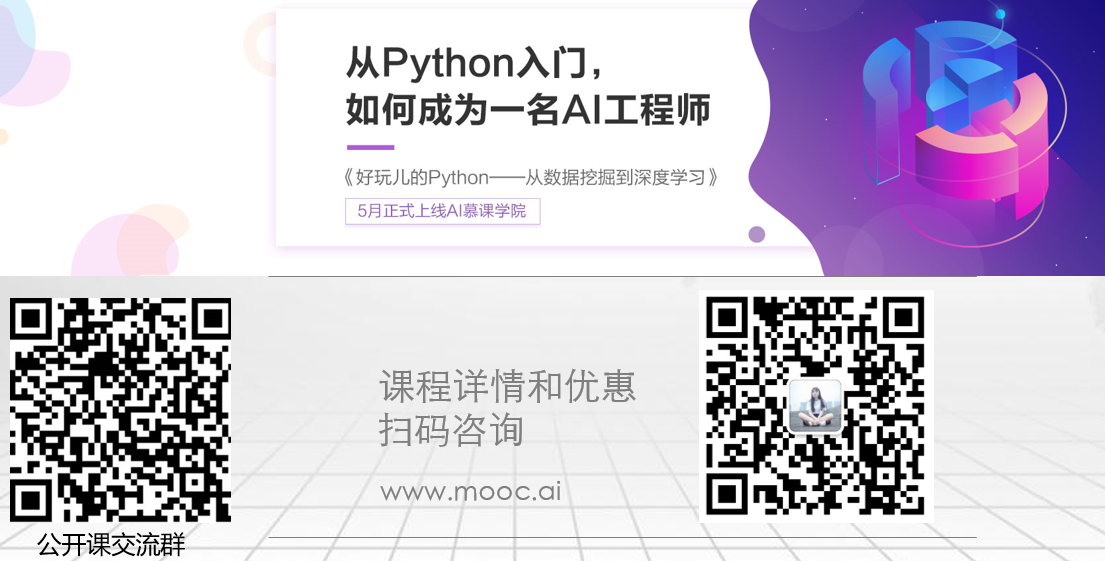 从Python入门，
如何成为一名AI工程师
《好玩儿的Python——从数据挖掘到深度学习》
5月正式上线AI慕课学院
课程详情和优惠
扫码咨询
www.mooc.ai
公开课交流群